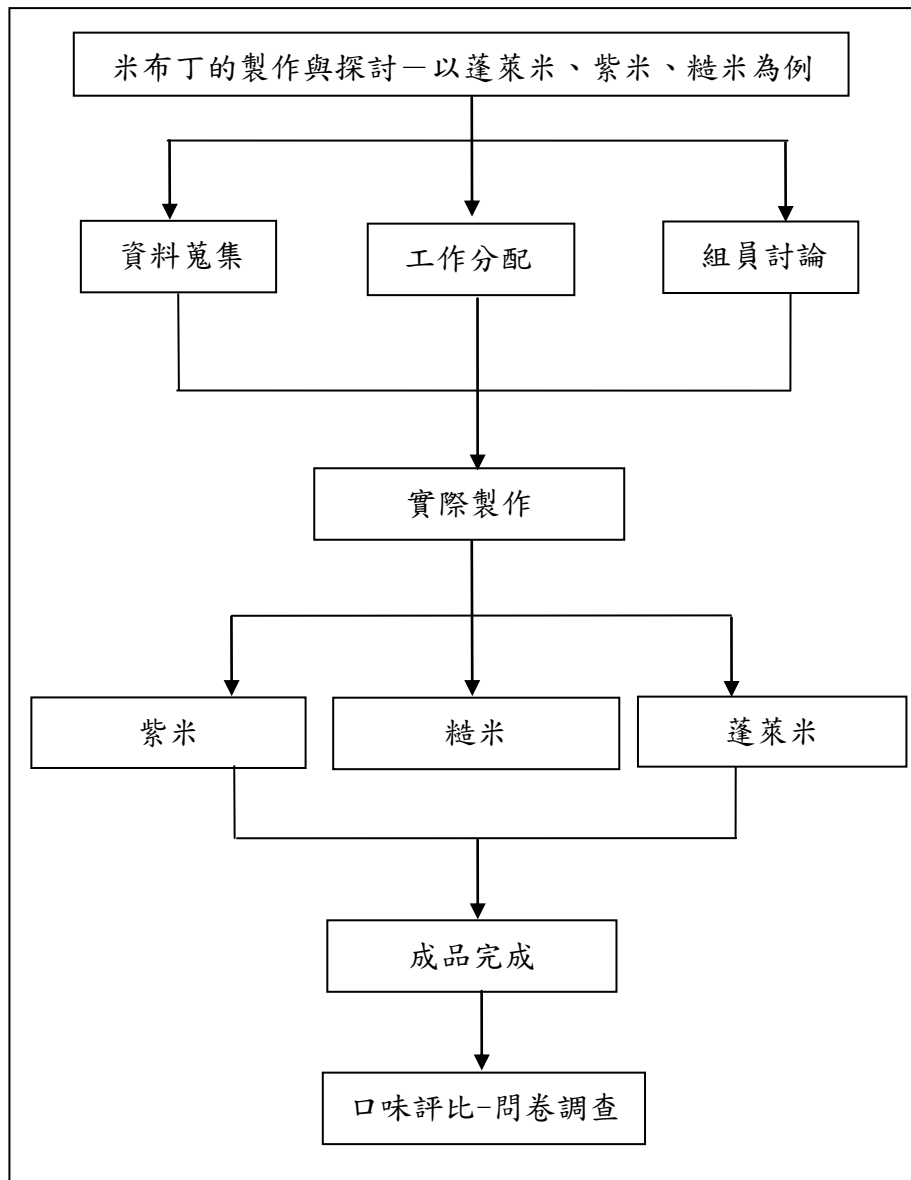 米布丁的製作與探討－以蓬萊米、紫米、糙米為例
資料蒐集
工作分配
組員討論
實際製作
紫米
糙米
蓬萊米
成品完成
口味評比-問卷調查